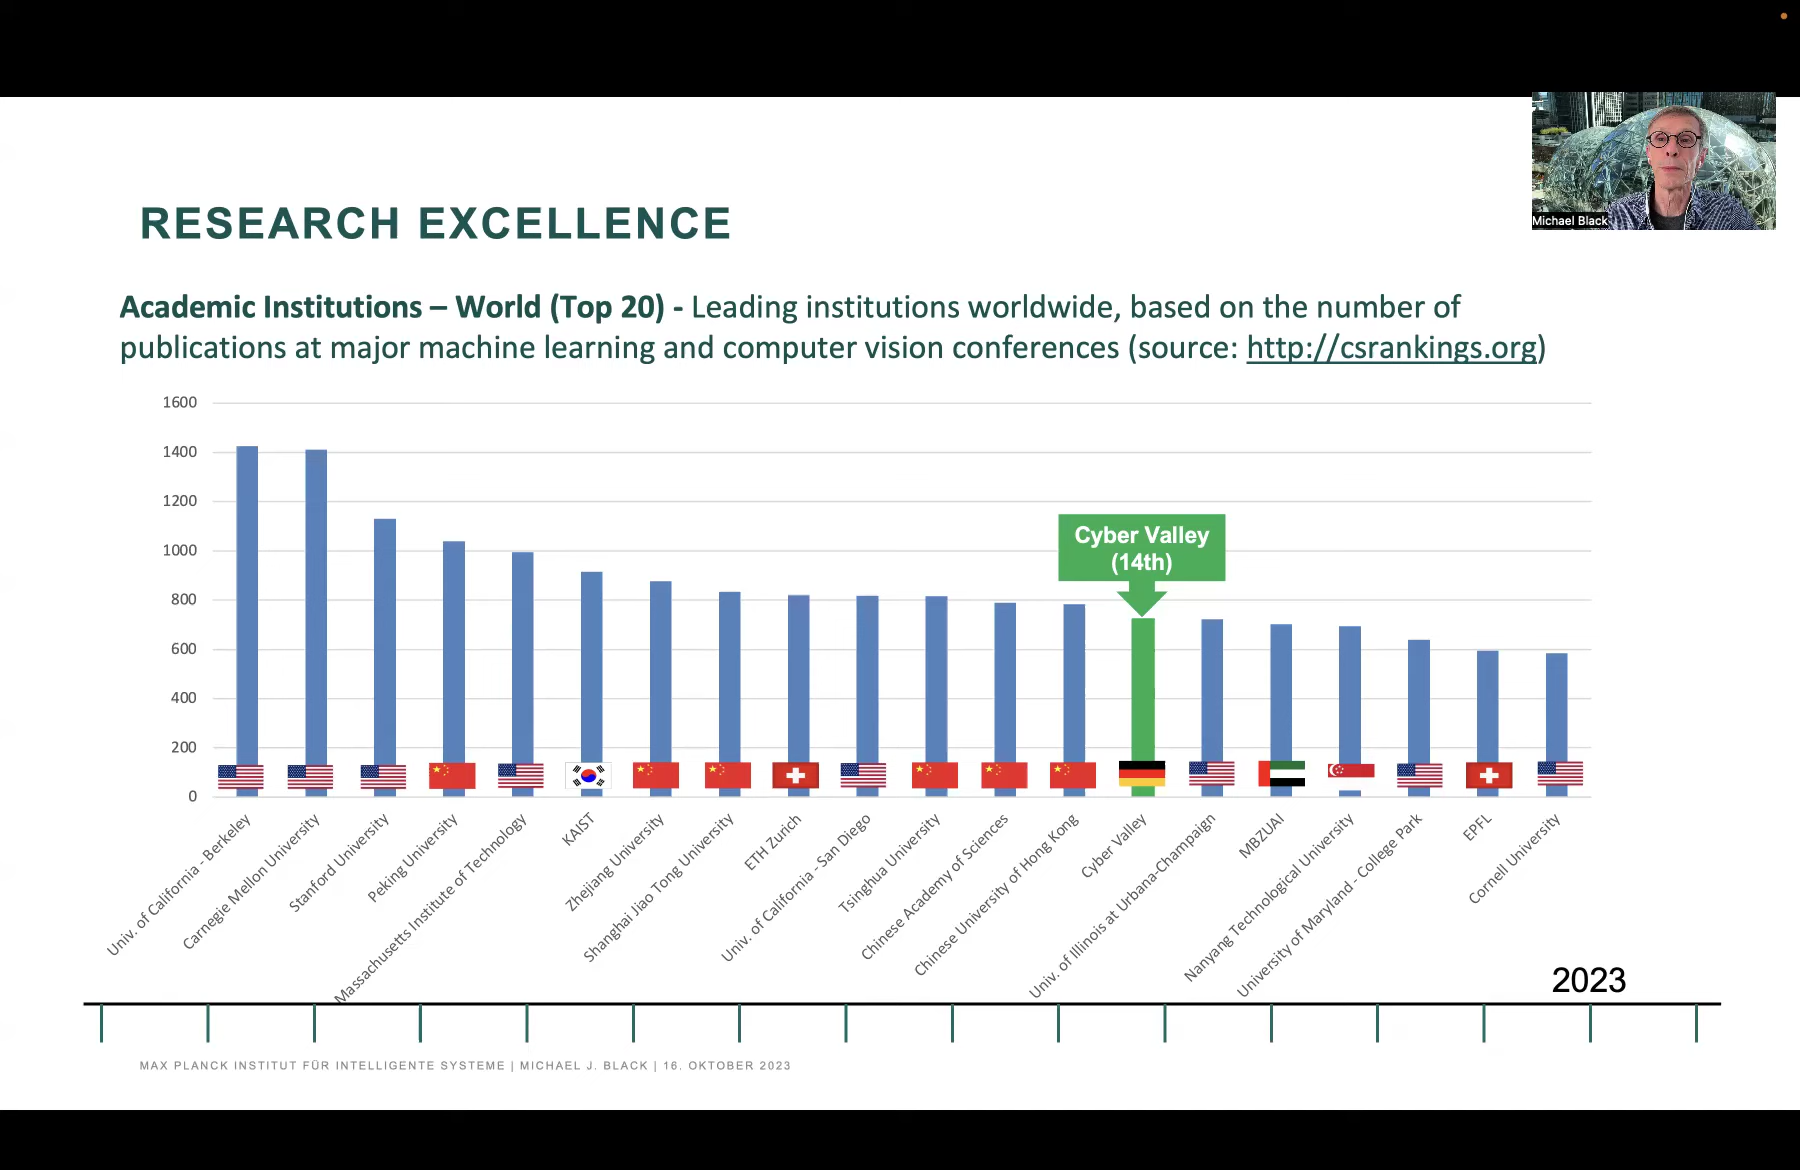 Michael Black
RESEARCH EXCELLENCE
Academic Institutions – World (Top 20) - Leading institutions worldwide, based on the number of
publications at major machine learning and computer vision conferences (source: http://csrankings.org)
1600
1400
1200
1000
800
600
400
200
0
Cyber Valley
(14th)
Univ. of California - Berkeley
Carnegie Mellon University
Stanford University
Peking University
Massachusetts Institute of Technology
KAIST
Zhejiang University
Shanghai Jiao Tong University
ETH Zurich
Univ. of California - San Diego
Tsinghua University
Chinese Academy of Sciences
Chinese University of Hong Kong
Cyber Valley
Univ. of Illinois at Urbana-Champaign
MBZUAI
Nanyang Technological University
University of Maryland - College Park
EPFL
Cornell University
2023
MAX PLANCK INSTITUT FÜR INTELLIGENTE SYSTEME | MICHAEL J. BLACK | 16. OKTOBER 2023